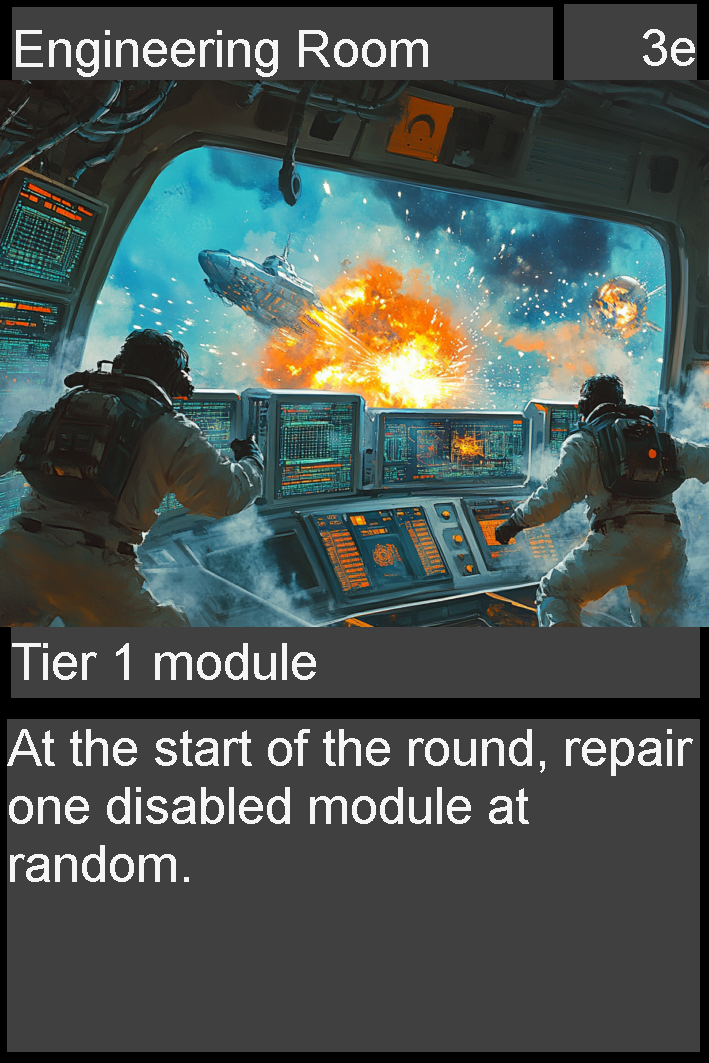 Engineering Room
3e
Tier 1 module
At the start of the round, repair
one disabled module at
random.